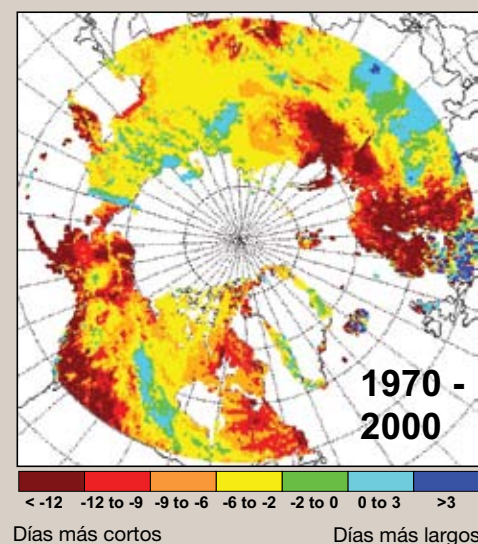 1970 -
2000
< -12 -12 to -9 -9 to -6 -6 to -2 -2 to 0 0 to 3 >3
Días más cortos Días más largos